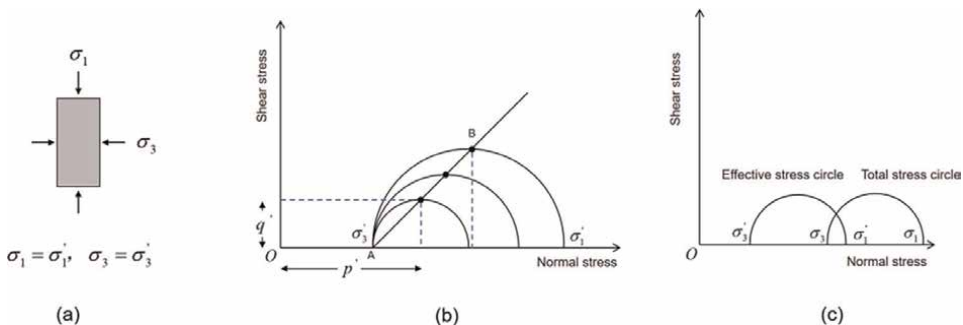 σ₁
σ₃
σ₁ = σ₁', σ₃ = σ₃'
(a)
Shear stress
B
q'
σ₃'
σ₁'
O
A
Normal stress
p'
(b)
Shear stress
Effective stress circle
Total stress circle
σ₃'
σ₃
σ₁'
σ₁
O
Normal stress
(c)